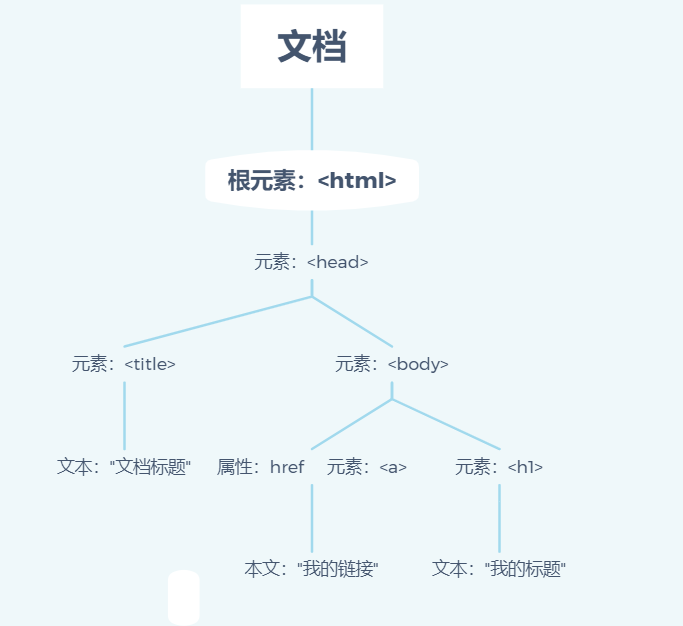 文档
根元素：<html>
元素：<head>
元素：<title>
元素：<body>
文本："文档标题"
属性：href
元素：<a>
元素：<h1>
本文："我的链接"
文本："我的标题"